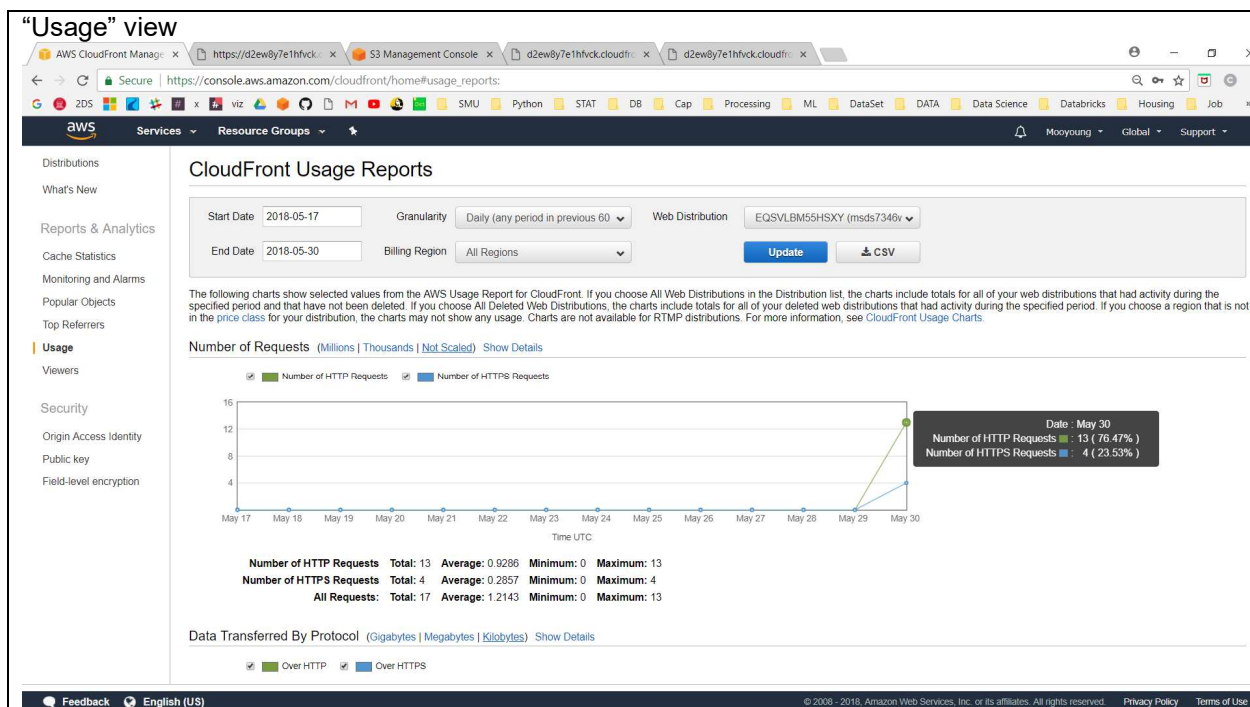 “Usage” view
AWS CloudFront Manage
https://d2ew8y7e1hfvck.c
S3 Management Console
d2ew8y7e1hfvck.cloudfro
d2ew8y7e1hfvck.cloudfro
Secure | https://console.aws.amazon.com/cloudfront/home#usage_reports:
2DS x viz SMU Python STAT DB Cap Processing ML DataSet DATA Data Science Databricks Housing Job »
aws Services Resource Groups Mooyoung Global Support
Distributions
What's New
Reports & Analytics
Cache Statistics
Monitoring and Alarms
Popular Objects
Top Referrers
Usage
Viewers
Security
Origin Access Identity
Public key
Field-level encryption
CloudFront Usage Reports
Start Date 2018-05-17 Granularity Daily (any period in previous 60 Web Distribution EQSVLBM55HSXY (msds7346v
End Date 2018-05-30 Billing Region All Regions Update CSV
The following charts show selected values from the AWS Usage Report for CloudFront. If you choose All Web Distributions in the Distribution list, the charts include totals for all of your web distributions that had activity during the
specified period and that have not been deleted. If you choose All Deleted Web Distributions, the charts include totals for all of your deleted web distributions that had activity during the specified period. If you choose a region that is not
in the price class for your distribution, the charts may not show any usage. Charts are not available for RTMP distributions. For more information, see CloudFront Usage Charts.
Number of Requests (Millions | Thousands | Not Scaled) Show Details
Number of HTTP Requests Number of HTTPS Requests
16
12
8
4
Date : May 30
Number of HTTP Requests : 13 ( 76.47% )
Number of HTTPS Requests : 4 ( 23.53% )
May 17 May 18 May 19 May 20 May 21 May 22 May 23 May 24 May 25 May 26 May 27 May 28 May 29 May 30
Time UTC
Number of HTTP Requests Total: 13 Average: 0.9286 Minimum: 0 Maximum: 13
Number of HTTPS Requests Total: 4 Average: 0.2857 Minimum: 0 Maximum: 4
All Requests: Total: 17 Average: 1.2143 Minimum: 0 Maximum: 13
Data Transferred By Protocol (Gigabytes | Megabytes | Kilobytes) Show Details
Over HTTP Over HTTPS
Feedback English (US) © 2008 - 2018, Amazon Web Services, Inc. or its affiliates. All rights reserved. Privacy Policy Terms of Use